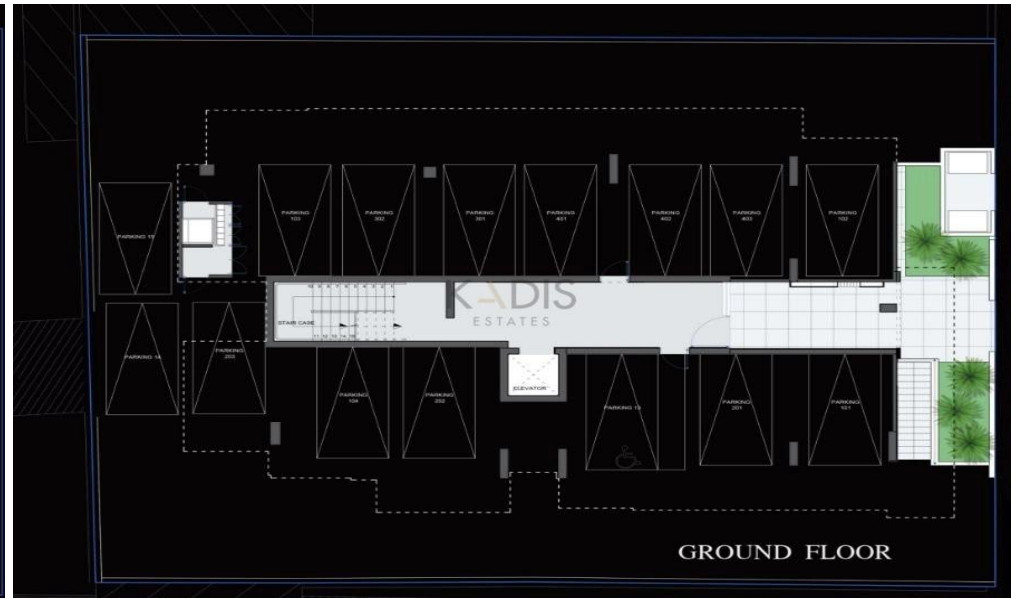 PARKING
103
PARKING
302
PARKING
301
PARKING
401
PARKING
402
PARKING
403
PARKING
102
PARKING 15
KADIS
ESTATES
STAIR CASE
ELEVATOR
PARKING 14
PARKING
203
PARKING
104
PARKING
202
PARKING 13
PARKING
201
PARKING
101
GROUND FLOOR